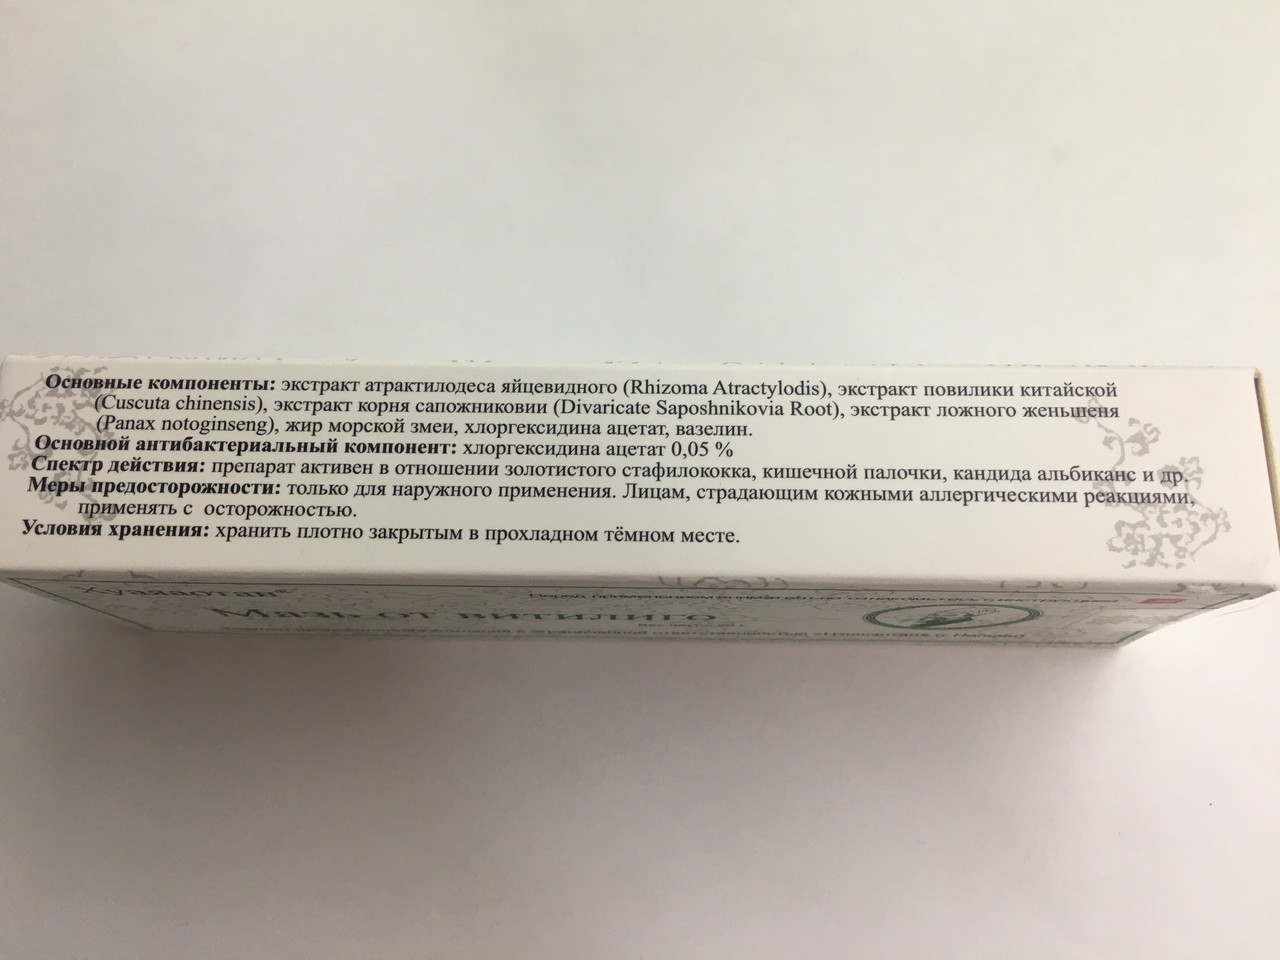 Основные компоненты: экстракт атрактилодеса яйцевидного (Rhizoma Atractylodis), экстракт повилики китайской
(Cuscuta chinensis), экстракт корня сапожниковии (Divaricate Saposhnikovia Root), экстракт ложного женьшеня
(Panax notoginseng), жир морской змеи, хлоргексидина ацетат, вазелин.
Основной антибактериальный компонент: хлоргексидина ацетат 0,05 %
Спектр действия: препарат активен в отношении золотистого стафилококка, кишечной палочки, кандида альбиканс и др.
Меры предосторожности: только для наружного применения. Лицам, страдающим кожными аллергическими реакциями,
применять с осторожностью.
Условия хранения: хранить плотно закрытым в прохладном тёмном месте.
Мазь от витилиго